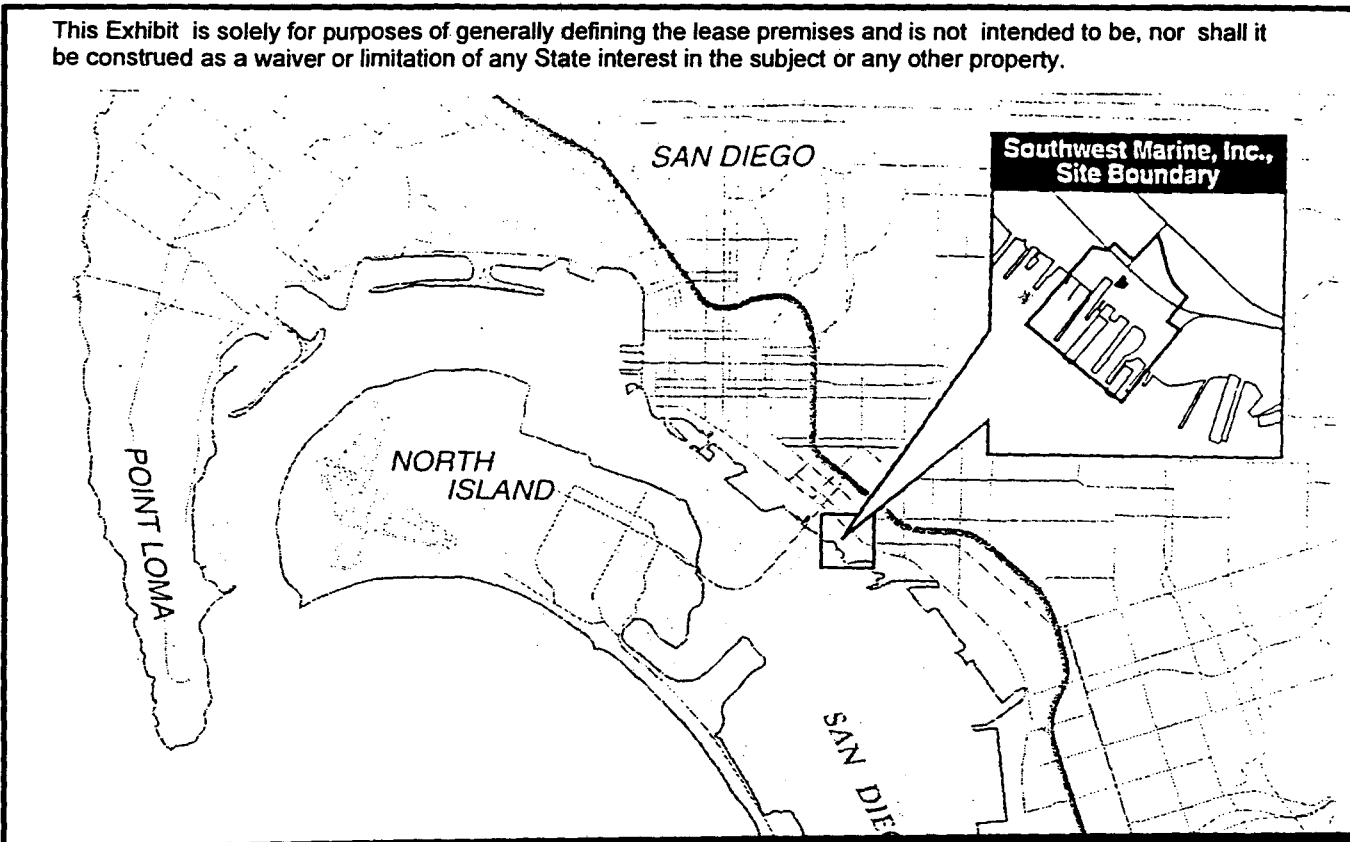 This Exhibit is solely for purposes of generally defining the lease premises and is not intended to be, nor shall it
be construed as a waiver or limitation of any State interest in the subject or any other property.
SAN DIEGO
Southwest Marine, Inc.,
Site Boundary
NORTH
ISLAND
POINT LOMA
SAN DIEG